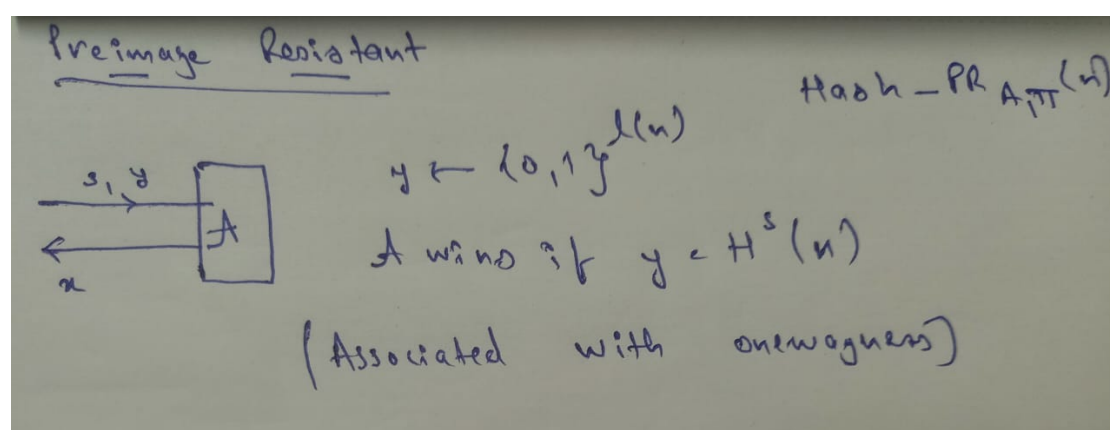 Preimage Resistant
Hash-PR A,π(n)
s, y
A
x
y ← {0,1}^l(n)
A wins if y = H^s(x)
(Associated with onewayness)